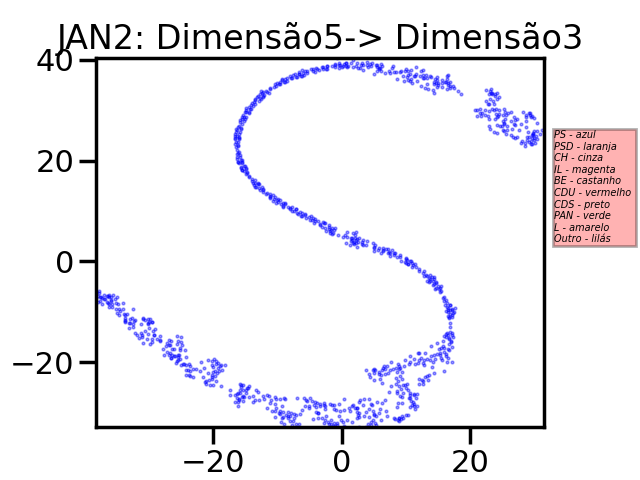 JAN2: Dimensão5-> Dimensão3
40
20
0
−20
−20
0
20
PS - azul
PSD - laranja
CH - cinza
IL - magenta
BE - castanho
CDU - vermelho
CDS - preto
PAN - verde
L - amarelo
Outro - lilás